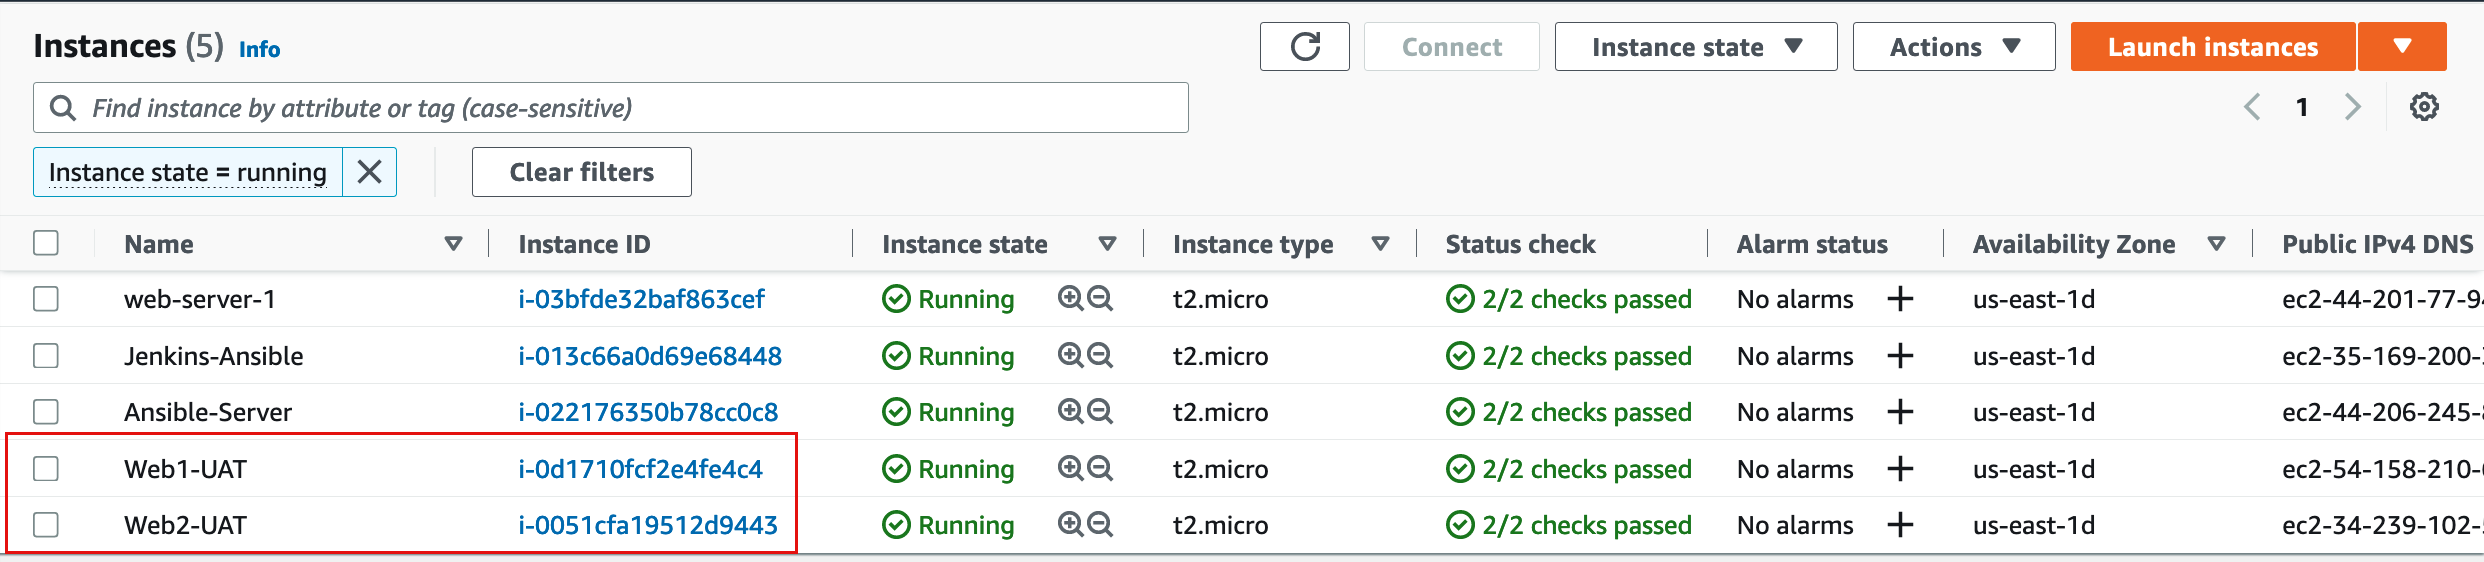 Instances (5) Info
Connect Instance state Actions Launch instances
Find instance by attribute or tag (case-sensitive)
1
Instance state = running Clear filters
Name Instance ID Instance state Instance type Status check Alarm status Availability Zone Public IPv4 DNS
web-server-1 i-03bfde32baf863cef Running t2.micro 2/2 checks passed No alarms + us-east-1d ec2-44-201-77-94
Jenkins-Ansible i-013c66a0d69e68448 Running t2.micro 2/2 checks passed No alarms + us-east-1d ec2-35-169-200-
Ansible-Server i-022176350b78cc0c8 Running t2.micro 2/2 checks passed No alarms + us-east-1d ec2-44-206-245-
Web1-UAT i-0d1710fcf2e4fe4c4 Running t2.micro 2/2 checks passed No alarms + us-east-1d ec2-54-158-210-
Web2-UAT i-0051cfa19512d9443 Running t2.micro 2/2 checks passed No alarms + us-east-1d ec2-34-239-102-